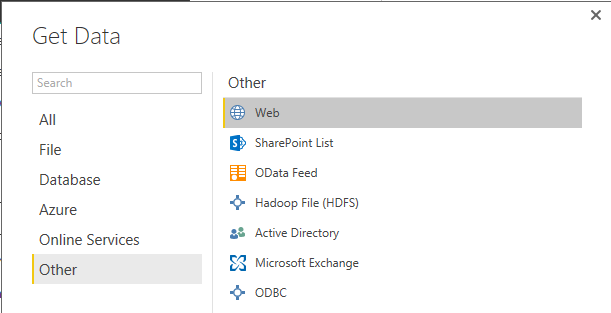 Get Data
Search
All
File
Database
Azure
Online Services
Other
Other
Web
SharePoint List
OData Feed
Hadoop File (HDFS)
Active Directory
Microsoft Exchange
ODBC